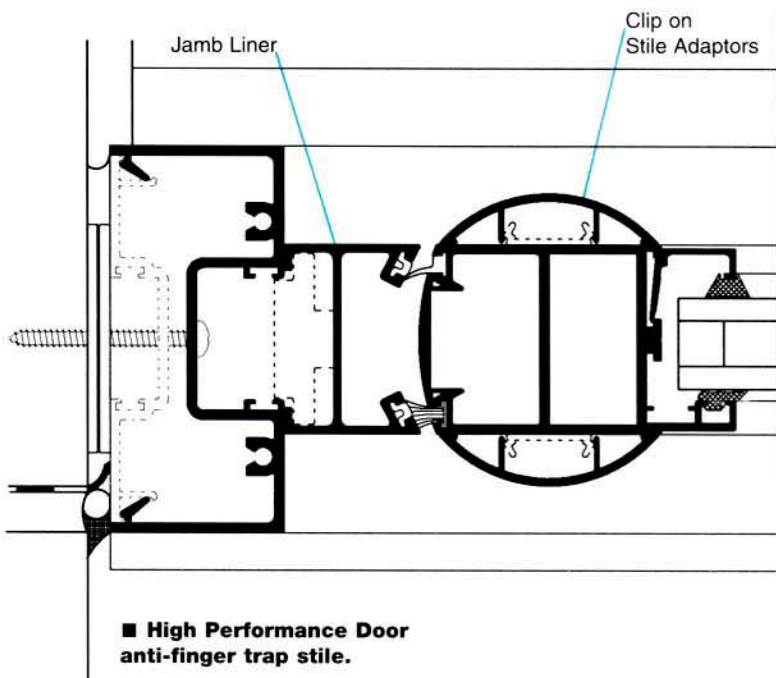 Jamb Liner
Clip on
Stile Adaptors
■ High Performance Door
anti-finger trap stile.